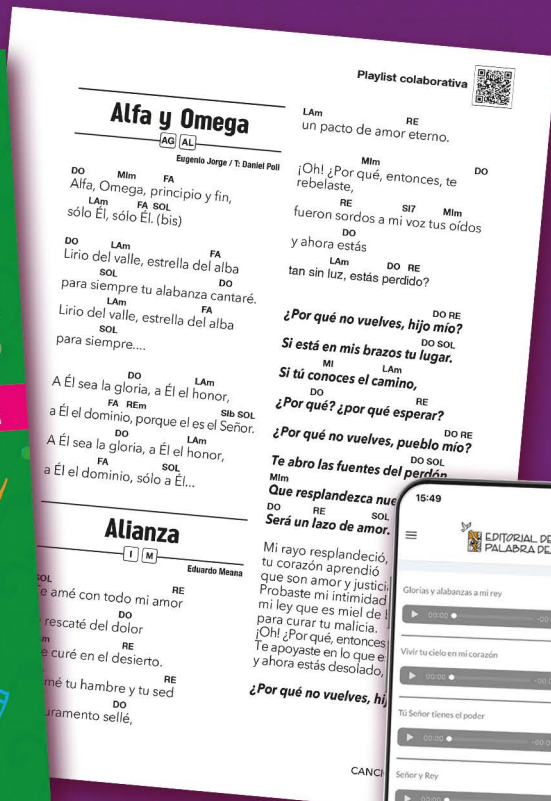 Playlist colaborativa
Alfa y Omega
AG AL
Eugenio Jorge / T: Daniel Poli
DO MIm FA
Alfa, Omega, principio y fin,
LAm FA SOL
sólo Él, sólo Él. (bis)
DO LAm FA
Lirio del valle, estrella del alba
SOL DO
para siempre tu alabanza cantaré.
LAm FA
Lirio del valle, estrella del alba
SOL
para siempre....
DO LAm
A Él sea la gloria, a Él el honor,
FA REm SIb SOL
a Él el dominio, porque el es el Señor.
DO LAm
A Él sea la gloria, a Él el honor,
FA SOL
a Él el dominio, sólo a Él...
Alianza
I M
Eduardo Meana
RE
amé con todo mi amor
DO
rescaté del dolor
RE
curé en el desierto.
RE
tu hambre y tu sed
DO
sellé,
LAm RE
un pacto de amor eterno.
MIm DO
¡Oh! ¿Por qué, entonces, te
rebelaste,
RE SI7 MIm
fueron sordos a mi voz tus oídos
DO
y ahora estás
LAm DO RE
tan sin luz, estás perdido?
DO RE
¿Por qué no vuelves, hijo mío?
DO SOL
Si está en mis brazos tu lugar.
MI LAm
Si tú conoces el camino,
DO RE
¿Por qué? ¿por qué esperar?
DO RE
¿Por qué no vuelves, pueblo mío?
DO SOL
Te abro las fuentes del perdón
MIm
Que resplandezca
DO RE SOL
Será un lazo de amor.
Mi rayo resplandeció,
tu corazón aprendió
que son amor y
Probaste mi intimidad
mi ley que es miel de
para curar tu malicia.
¡Oh! ¿Por qué, entonces
Te apoyaste en lo que
y ahora estás desolado,
¿Por qué no vuelves,
15:49
EDITORIAL DE
PALABRA DE
Glorias y alabanzas a mi rey
00:00
Vivir tu cielo en mi corazón
00:00
Tú Señor tienes el poder
00:00
Señor y Rey
00:00